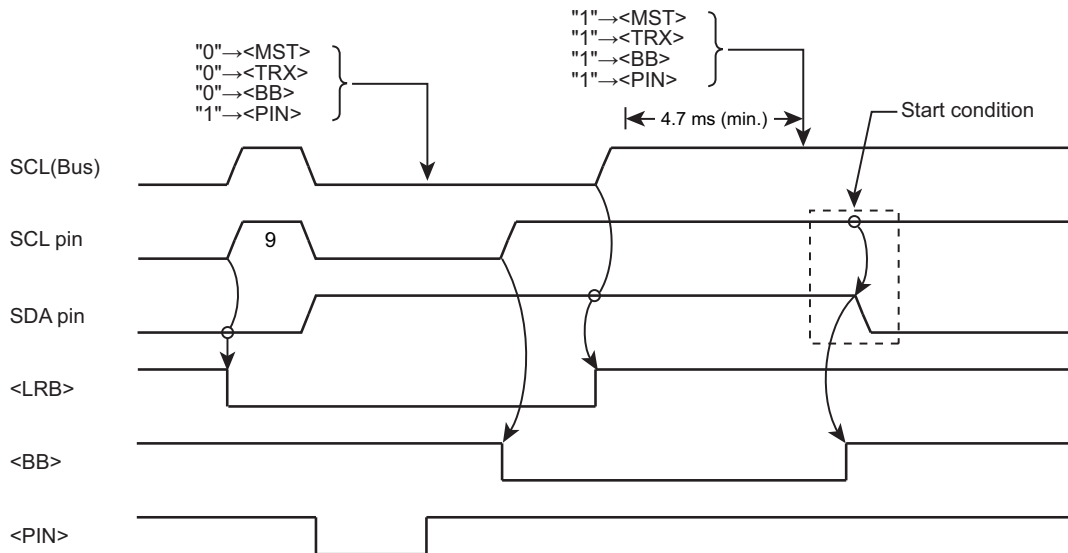 "0"→<MST>
"0"→<TRX>
"0"→<BB>
"1"→<PIN>
"1"→<MST>
"1"→<TRX>
"1"→<BB>
"1"→<PIN>
4.7 ms (min.)
Start condition
SCL(Bus)
SCL pin
9
SDA pin
<LRB>
<BB>
<PIN>